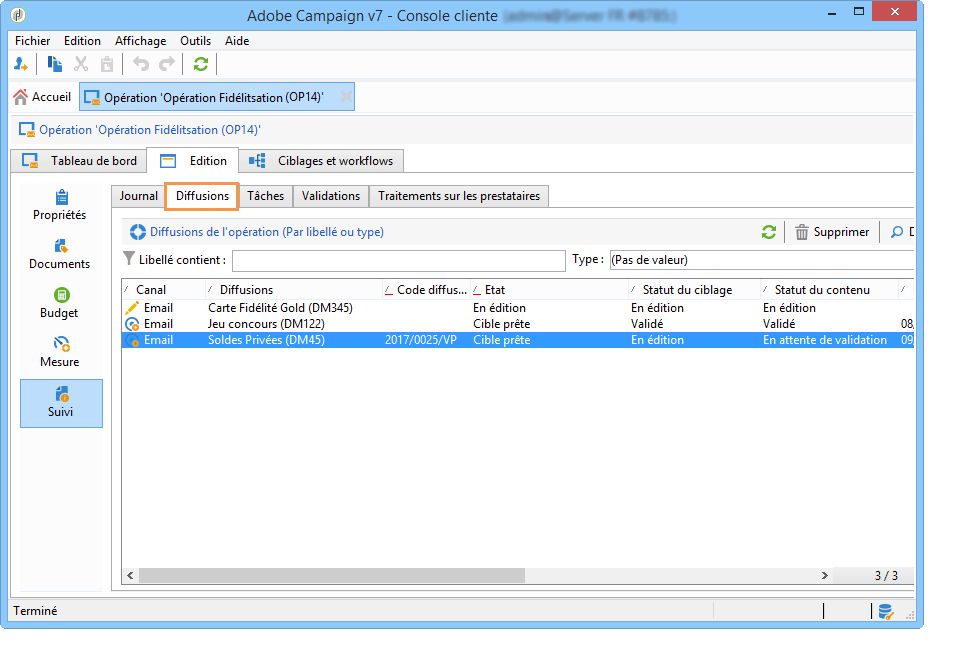 Adobe Campaign v7 - Console cliente
Fichier Edition Affichage Outils Aide
Accueil Opération 'Opération Fidélitsation (OP14)'
Opération 'Opération Fidélitsation (OP14)'
Tableau de bord Edition Ciblages et workflows
Propriétés
Documents
Budget
Mesure
Suivi
Journal Diffusions Tâches Validations Traitements sur les prestataires
Diffusions de l'opération (Par libellé ou type) Supprimer D
Libellé contient : Type : (Pas de valeur)
Canal Diffusions Code diffus... Etat Statut du ciblage Statut du contenu
Email Carte Fidélité Gold (DM345) En édition En édition En édition
Email Jeu concours (DM122) Cible prête Validé Validé 08,
Email Soldes Privées (DM45) 2017/0025/VP Cible prête En édition En attente de validation 09,
3 / 3
Terminé